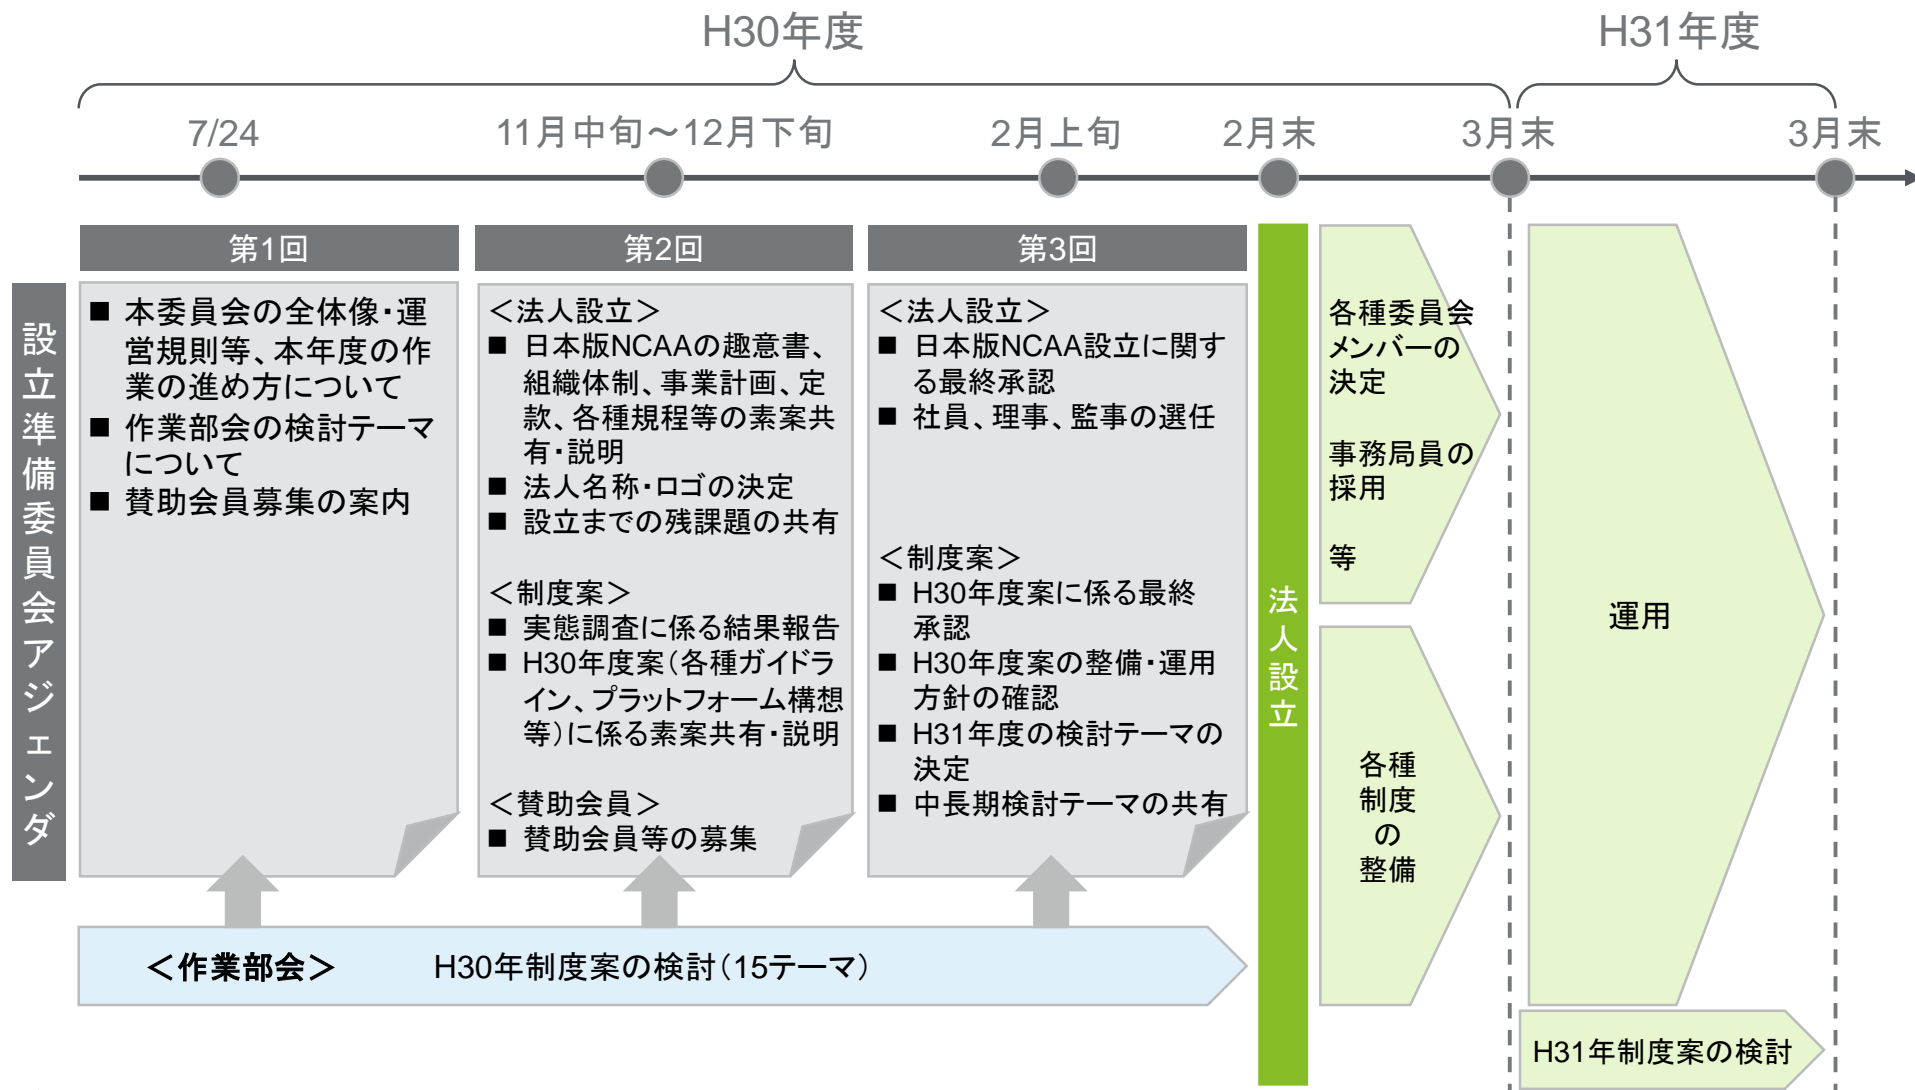 H30年度
H31年度
7/24
11月中旬～12月下旬
2月上旬
2月末
3月末
3月末
設立準備委員会アジェンダ
第1回
■ 本委員会の全体像・運
営規則等、本年度の作
業の進め方について
■ 作業部会の検討テーマ
について
■ 賛助会員募集の案内
第2回
＜法人設立＞
■ 日本版NCAAの趣意書、
組織体制、事業計画、定
款、各種規程等の素案共
有・説明
■ 法人名称・ロゴの決定
■ 設立までの残課題の共有
＜制度案＞
■ 実態調査に係る結果報告
■ H30年度案（各種ガイドラ
イン、プラットフォーム構想
等）に係る素案共有・説明
＜賛助会員＞
■ 賛助会員等の募集
第3回
＜法人設立＞
■ 日本版NCAA設立に関す
る最終承認
■ 社員、理事、監事の選任
＜制度案＞
■ H30年度案に係る最終
承認
■ H30年度案の整備・運用
方針の確認
■ H31年度の検討テーマの
決定
■ 中長期検討テーマの共有
法人設立
各種委員会
メンバーの
決定
事務局員の
採用
等
各種
制度
の
整備
運用
＜作業部会＞ H30年制度案の検討（15テーマ）
H31年制度案の検討